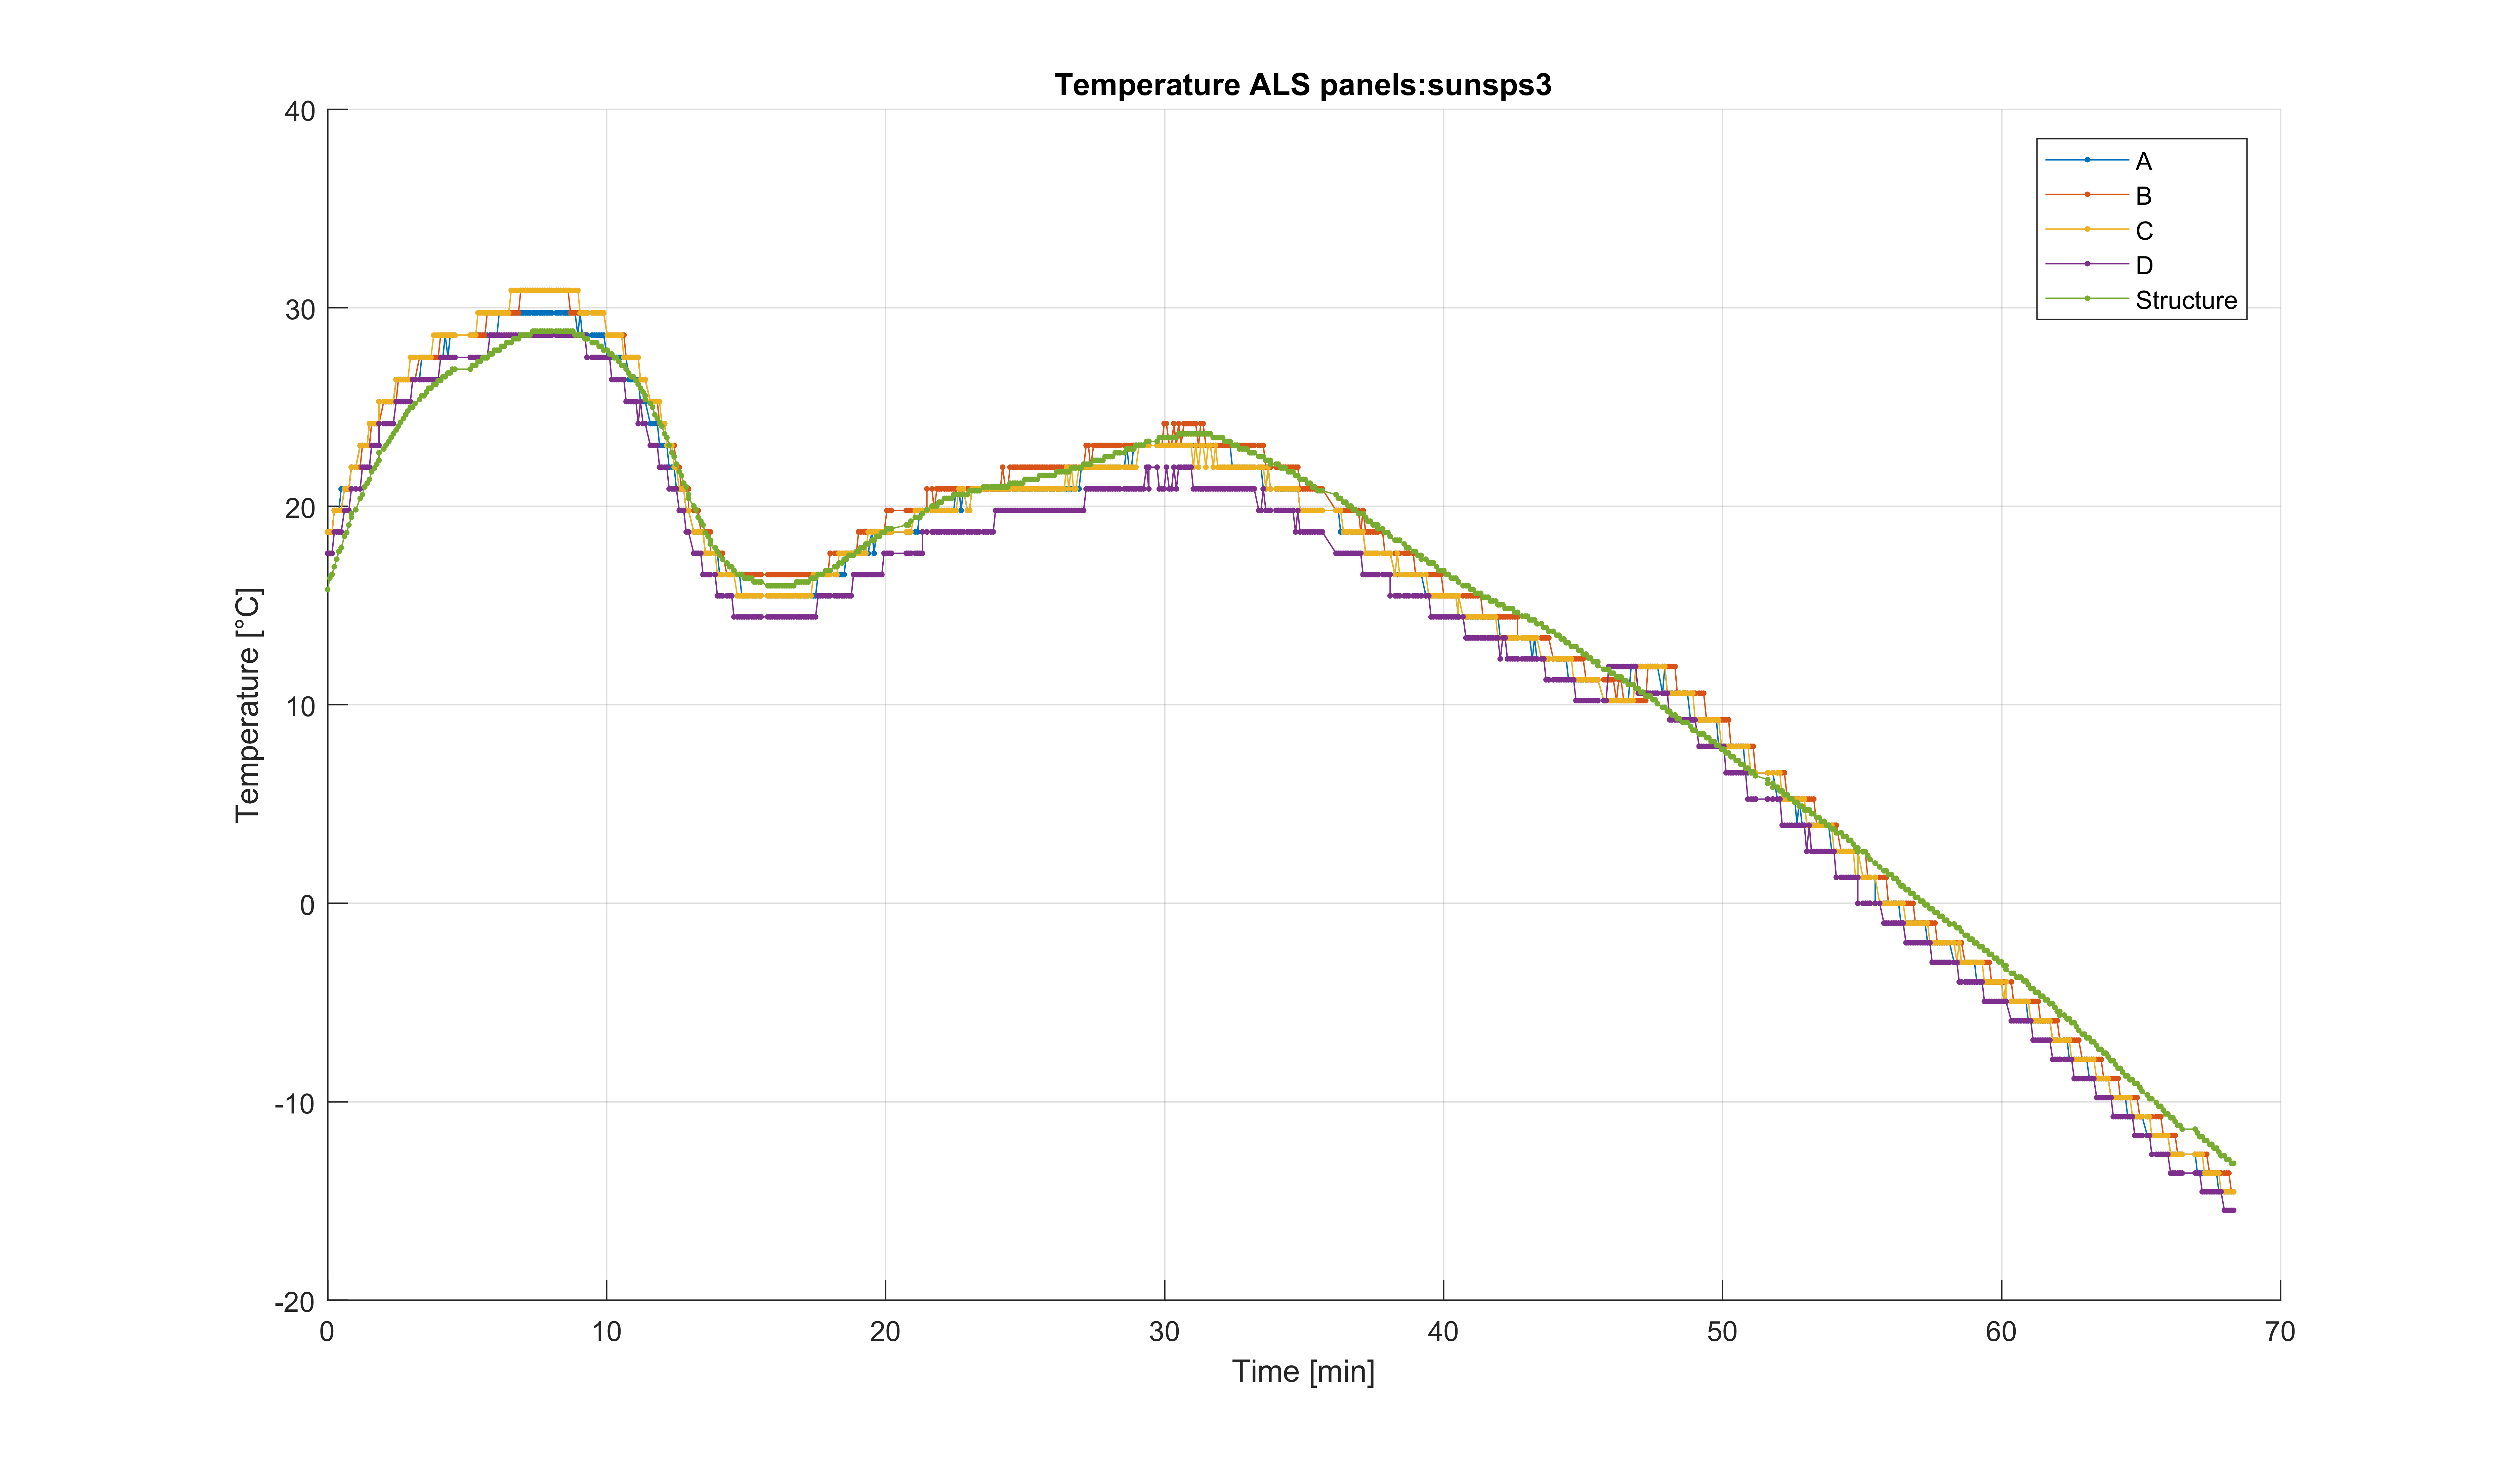 Temperature ALS panels:sunsps3
40
30
20
10
0
-10
-20
Temperature [°C]
A
B
C
D
Structure
0 10 20 30 40 50 60 70
Time [min]